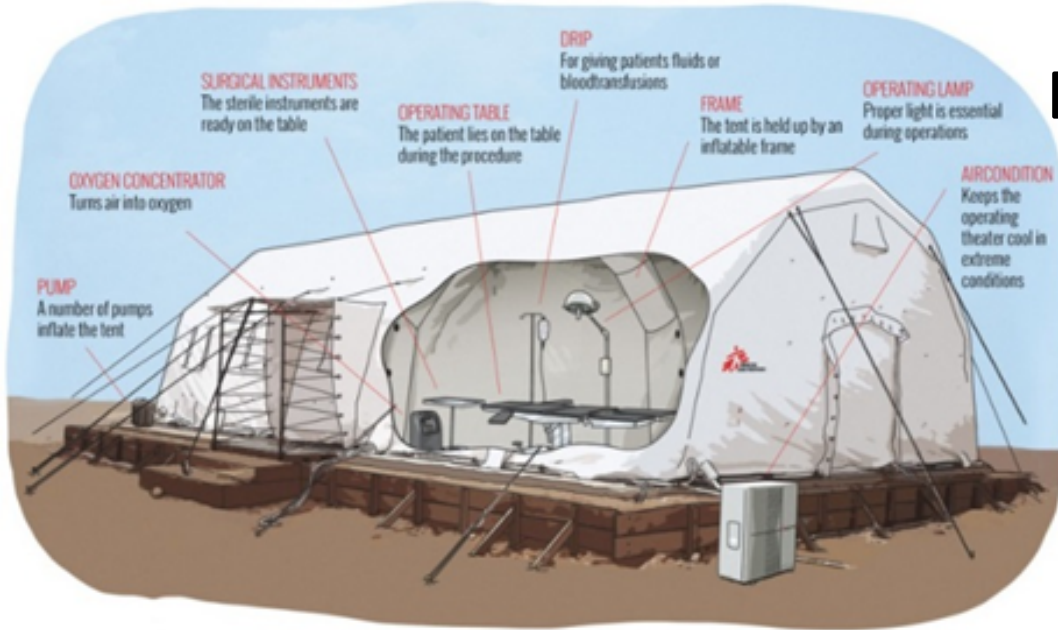 DRIP
For giving patients fluids or
bloodtransfusions
SURGICAL INSTRUMENTS
The sterile instruments are
ready on the table
OPERATING TABLE
The patient lies on the table
during the procedure
FRAME
The tent is held up by an
inflatable frame
OPERATING LAMP
Proper light is essential
during operations
OXYGEN CONCENTRATOR
Turns air into oxygen
AIRCONDITION
Keeps the
operating
theater cool in
extreme
conditions
PUMP
A number of pumps
inflate the tent